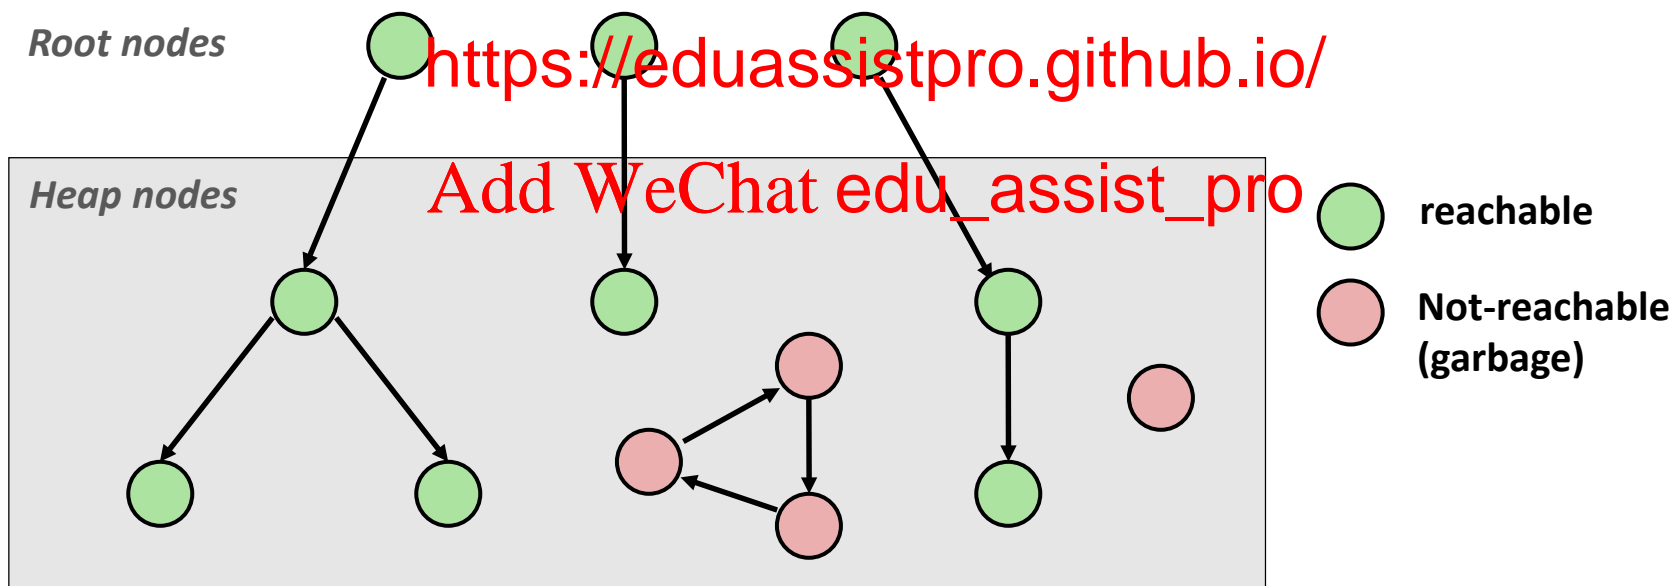 Root nodes
https://eduassistpro.github.io/
Heap nodes
Add WeChat edu_assist_pro
reachable
Not-reachable
(garbage)